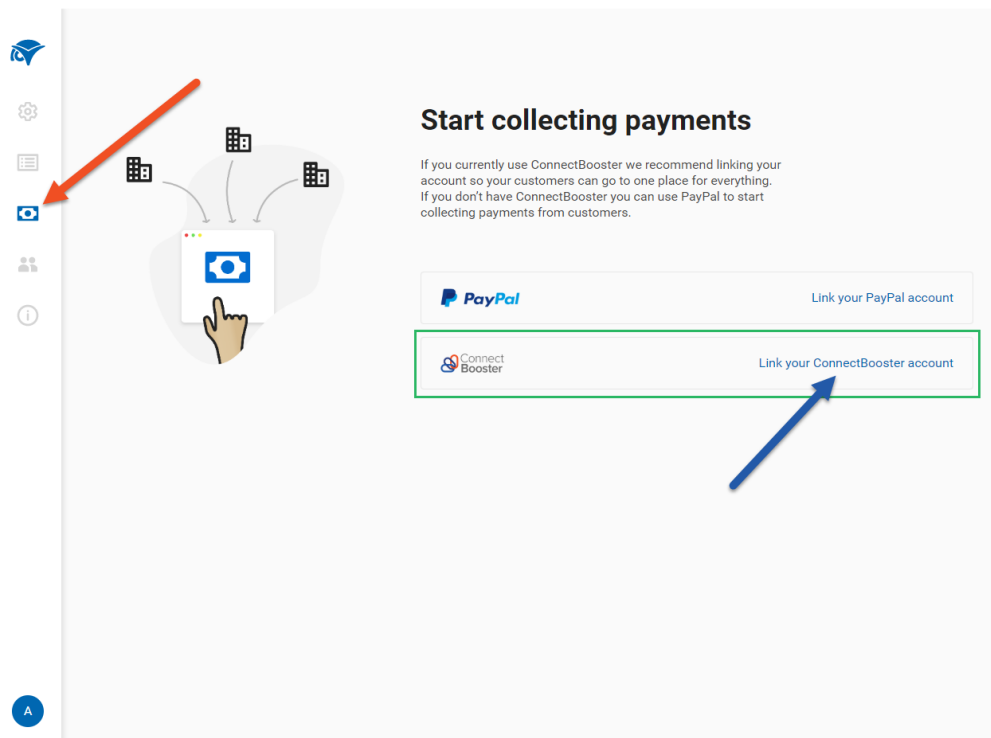 Start collecting payments
If you currently use ConnectBooster we recommend linking your
account so your customers can go to one place for everything.
If you don't have ConnectBooster you can use PayPal to start
collecting payments from customers.
PayPal
Link your PayPal account
Connect
Booster
Link your ConnectBooster account
A